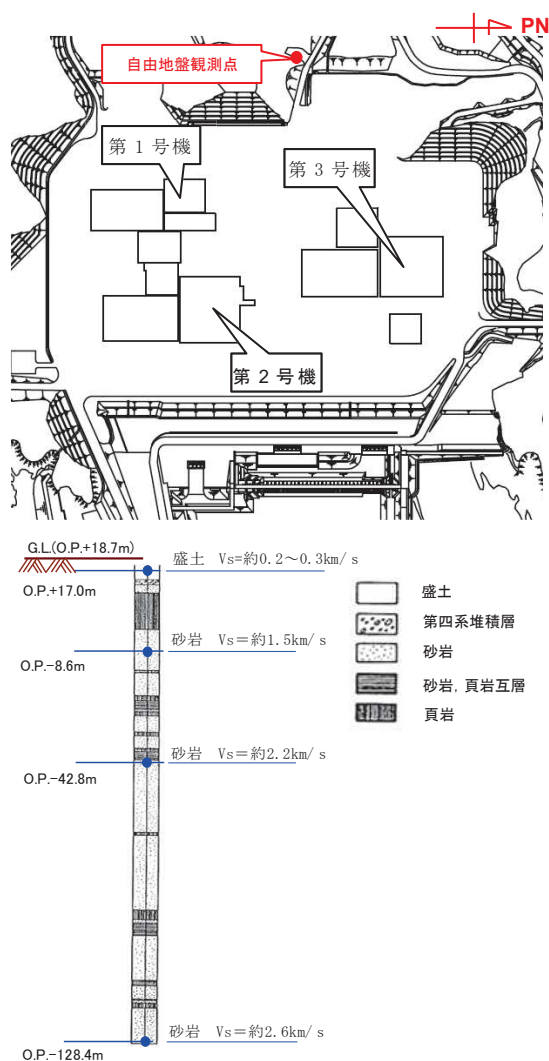 PN
自由地盤観測点
第１号機
第３号機
第２号機
G.L.(O.P.+18.7m)
盛土 Vs=約0.2～0.3km/s
O.P.+17.0m
砂岩 Vs＝約1.5km/s
O.P.-8.6m
砂岩 Vs＝約2.2km/s
O.P.-42.8m
砂岩 Vs＝約2.6km/s
O.P.-128.4m
盛土
第四系堆積層
砂岩
砂岩，頁岩互層
頁岩